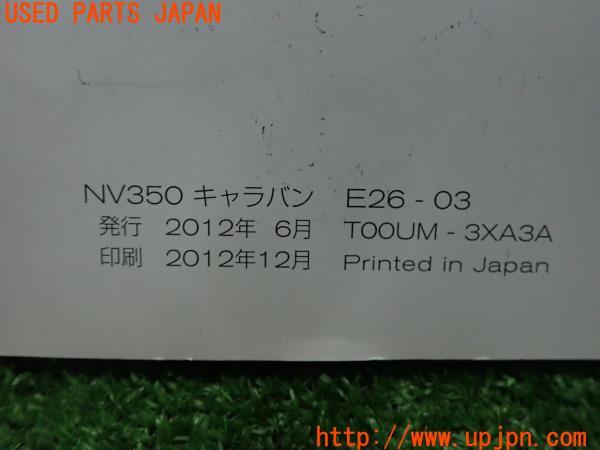 USED PARTS JAPAN
NV350 キャラバン E26 - 03
発行 2012年 6月 T00UM - 3XA3A
印刷 2012年12月 Printed in Japan
http://www.upjpn.com/